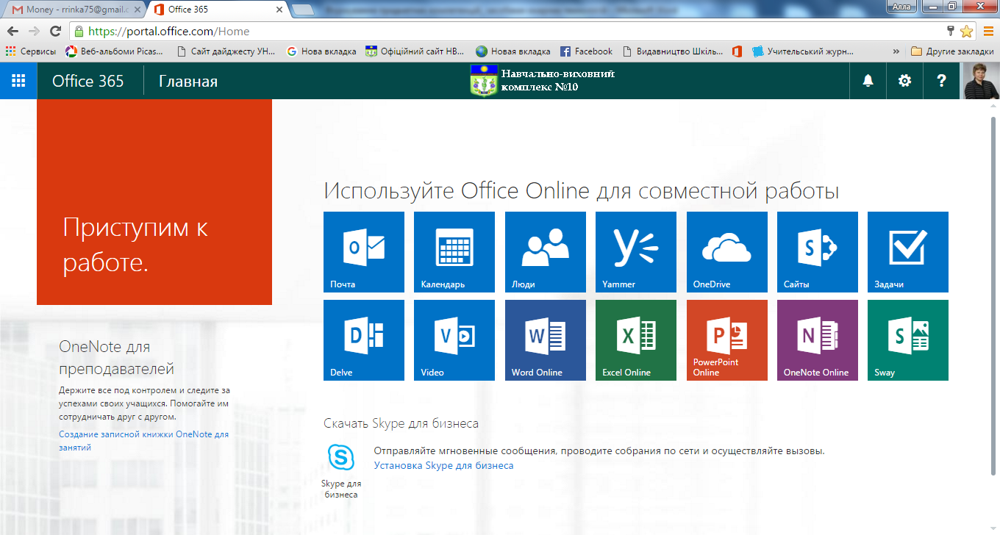 Money - rrinka75@gmail.c
Office 365
Алла
https://portal.office.com/Home
Сервисы
Веб-альбоми Picas...
Сайт дайджесту УН...
Нова вкладка
Офіційний сайт НВ...
Новая вкладка
Facebook
Видавництво Шкіль...
Учительський журн...
»
Другие закладки
Office 365
Главная
Навчально-виховний
комплекс №10
?
Приступим к
работе.
Используйте Office Online для совместной работы
Почта
Календарь
Люди
Yammer
OneDrive
Сайты
Задачи
Delve
Video
Word Online
Excel Online
PowerPoint
Online
OneNote Online
Sway
OneNote для
преподавателей
Держите все под контролем и следите за
успехами своих учащихся. Помогайте им
сотрудничать друг с другом.
Создание записной книжки OneNote для
занятий
Скачать Skype для бизнеса
Отправляйте мгновенные сообщения, проводите собрания по сети и осуществляйте вызовы.
Установка Skype для бизнеса
Skype для
бизнеса